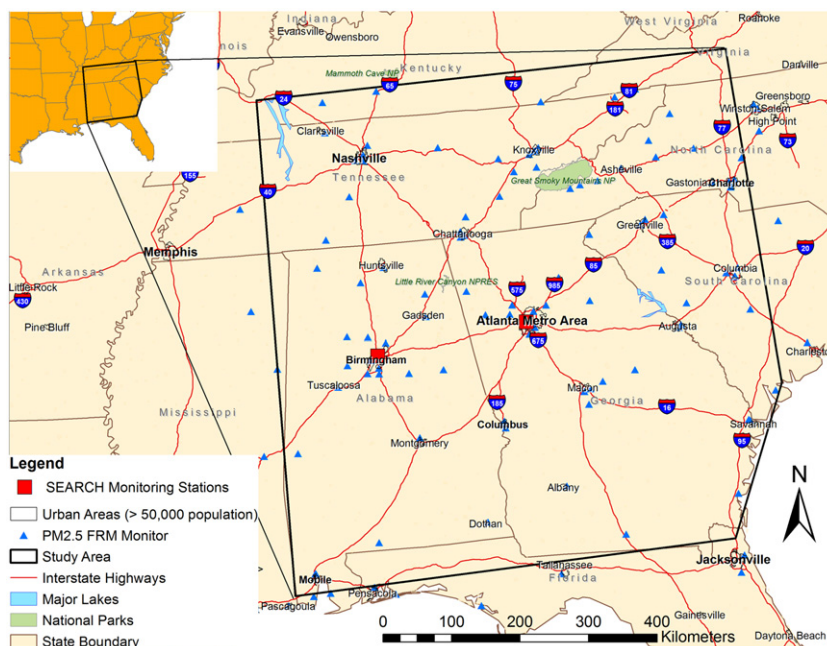 Indiana
Evansville
Owensboro
nois
West Virginia
Roanoke
Virginia
Mammoth Cave NP
Kentucky
65
75
81
Danville
24
181
Greensboro
Winston-Salem
High Point
Clarksville
77
73
Nashville
Knoxville
North Carolina
155
Tennessee
Great Smoky Mountains NP
Asheville
Gastonia
Charlotte
40
Greenville
Chattanooga
385
20
Memphis
Huntsville
85
Columbia
Arkansas
Little Rock
Little River Canyon NPRES
575
985
South Carolina
430
Pine Bluff
Gadsden
Atlanta Metro Area
Augusta
675
Birmingham
Charleston
Tuscaloosa
Macon
Alabama
Georgia
Mississippi
185
16
Columbus
Savannah
Montgomery
95
Albany
Dothan
Jacksonville
Tallahassee
Mobile
Florida
Pensacola
Pascagoula
Gainesville
Daytona Beach
N
Legend
SEARCH Monitoring Stations
Urban Areas (> 50,000 population)
PM2.5 FRM Monitor
Study Area
Interstate Highways
Major Lakes
National Parks
State Boundary
0 100 200 300 400
Kilometers